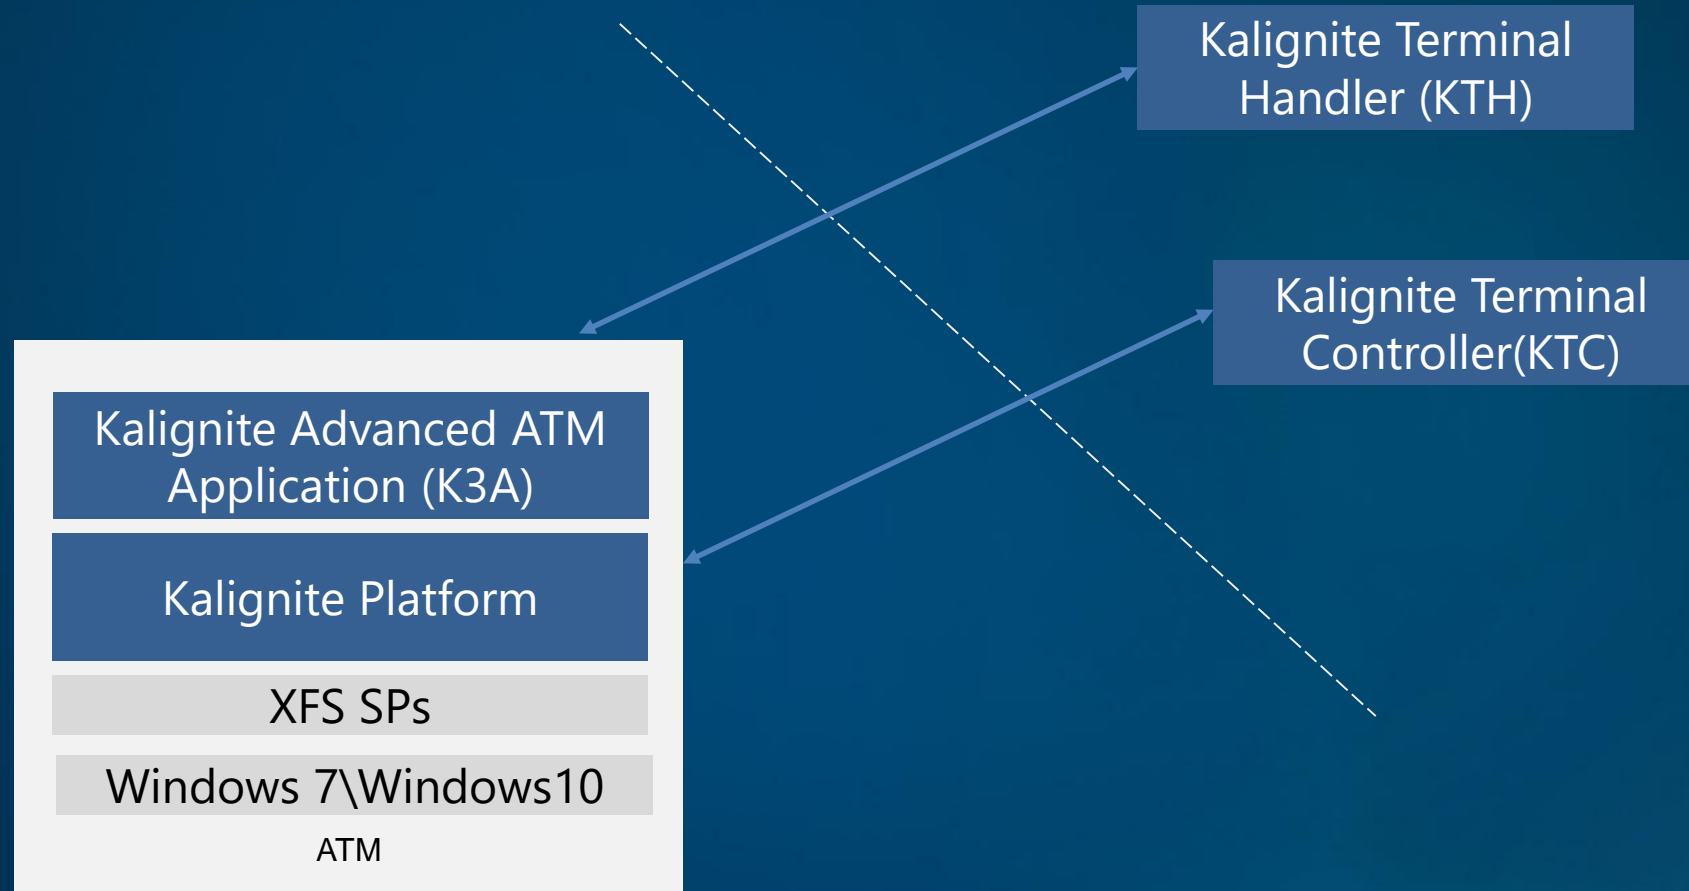 Kalignite Terminal
Handler (KTH)
Kalignite Terminal
Controller(KTC)
Kalignite Advanced ATM
Application (K3A)
Kalignite Platform
XFS SPs
Windows 7\Windows10
ATM